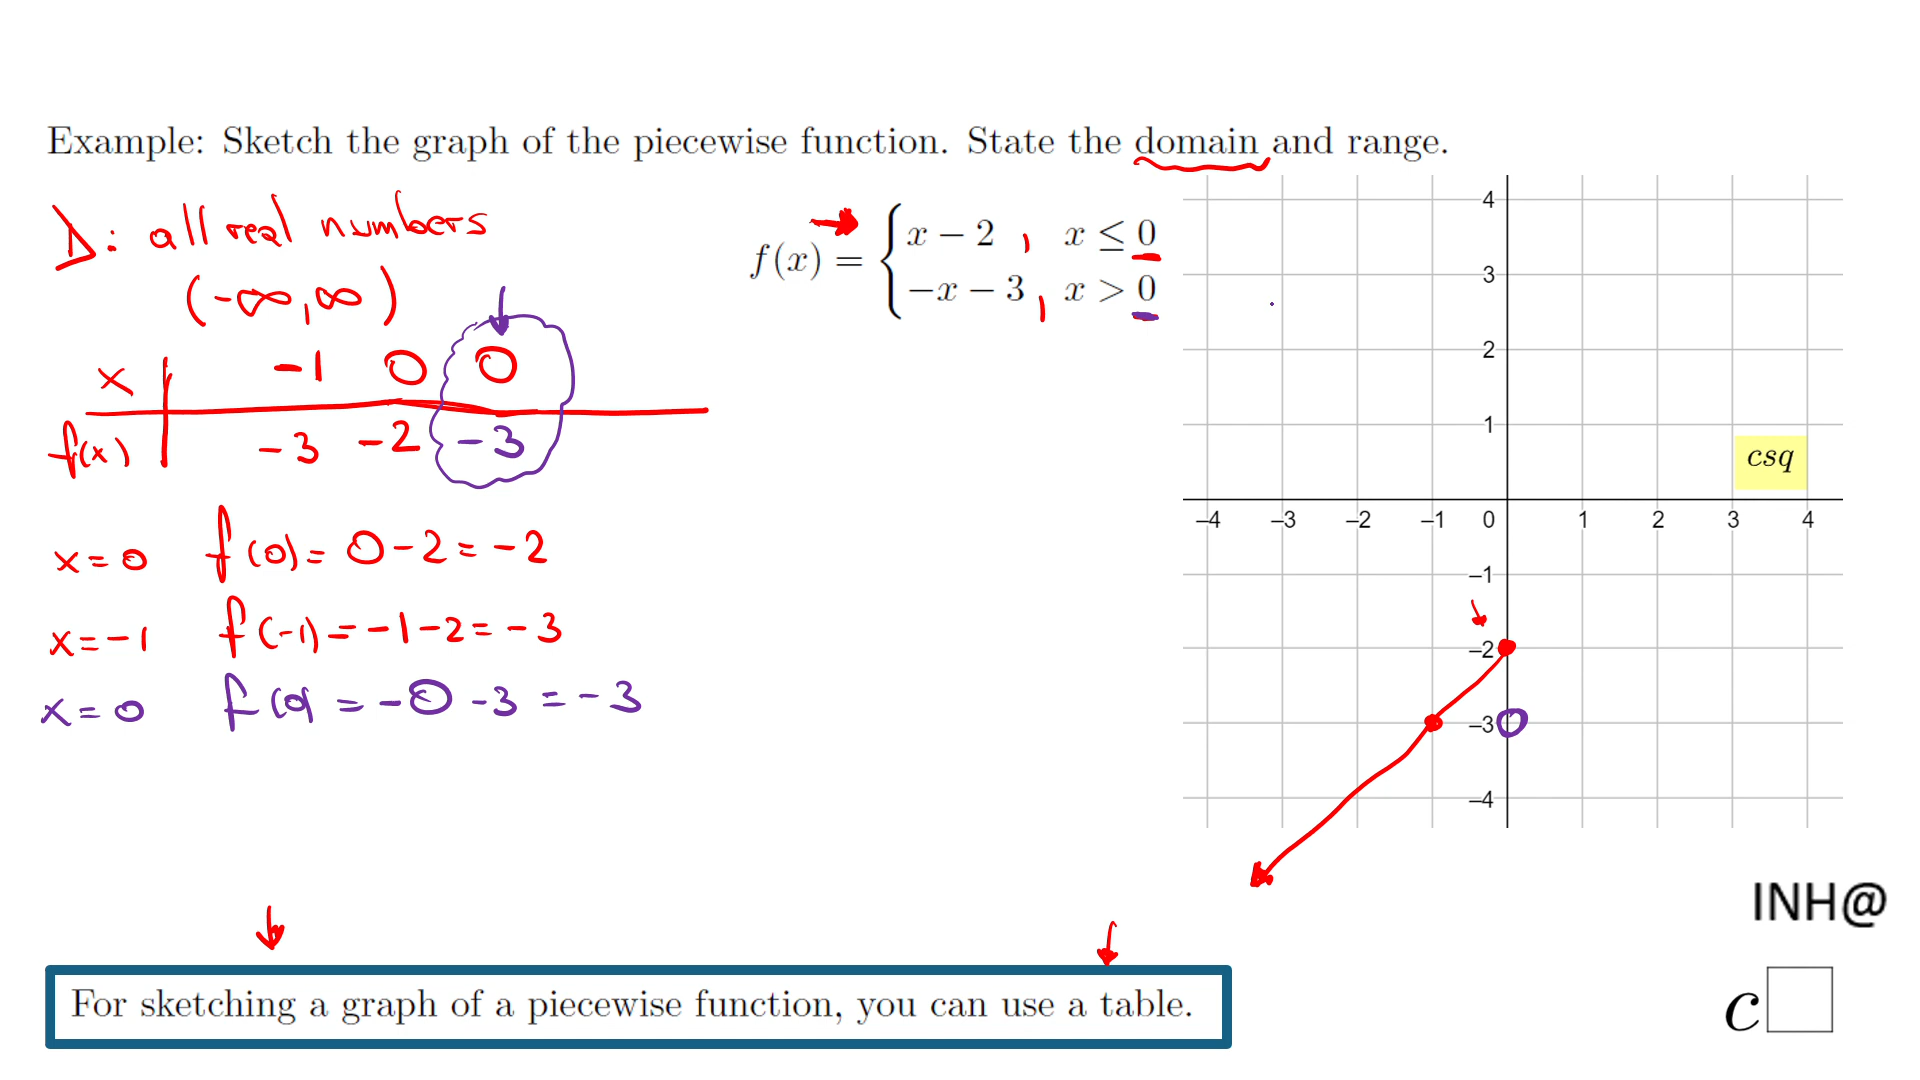 Example: Sketch the graph of the piecewise function. State the domain and range.
D: all real numbers
(-∞, ∞)
f(x) = { x − 2 , x ≤ 0
−x − 3 , x > 0
x -1 0 0
f(x) -3 -2 -3
x = 0 f(0) = 0 - 2 = -2
x = -1 f(-1) = -1 - 2 = -3
x = 0 f(0) = -0 - 3 = -3
4
3
2
1
csq
–4 –3 –2 –1 0 1 2 3 4
–1
–2
–3
–4
INH@
c
For sketching a graph of a piecewise function, you can use a table.